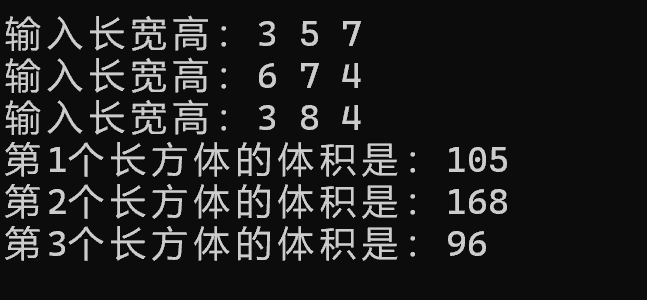 输入长宽高：3 5 7
输入长宽高：6 7 4
输入长宽高：3 8 4
第1个长方体的体积是：105
第2个长方体的体积是：168
第3个长方体的体积是：96